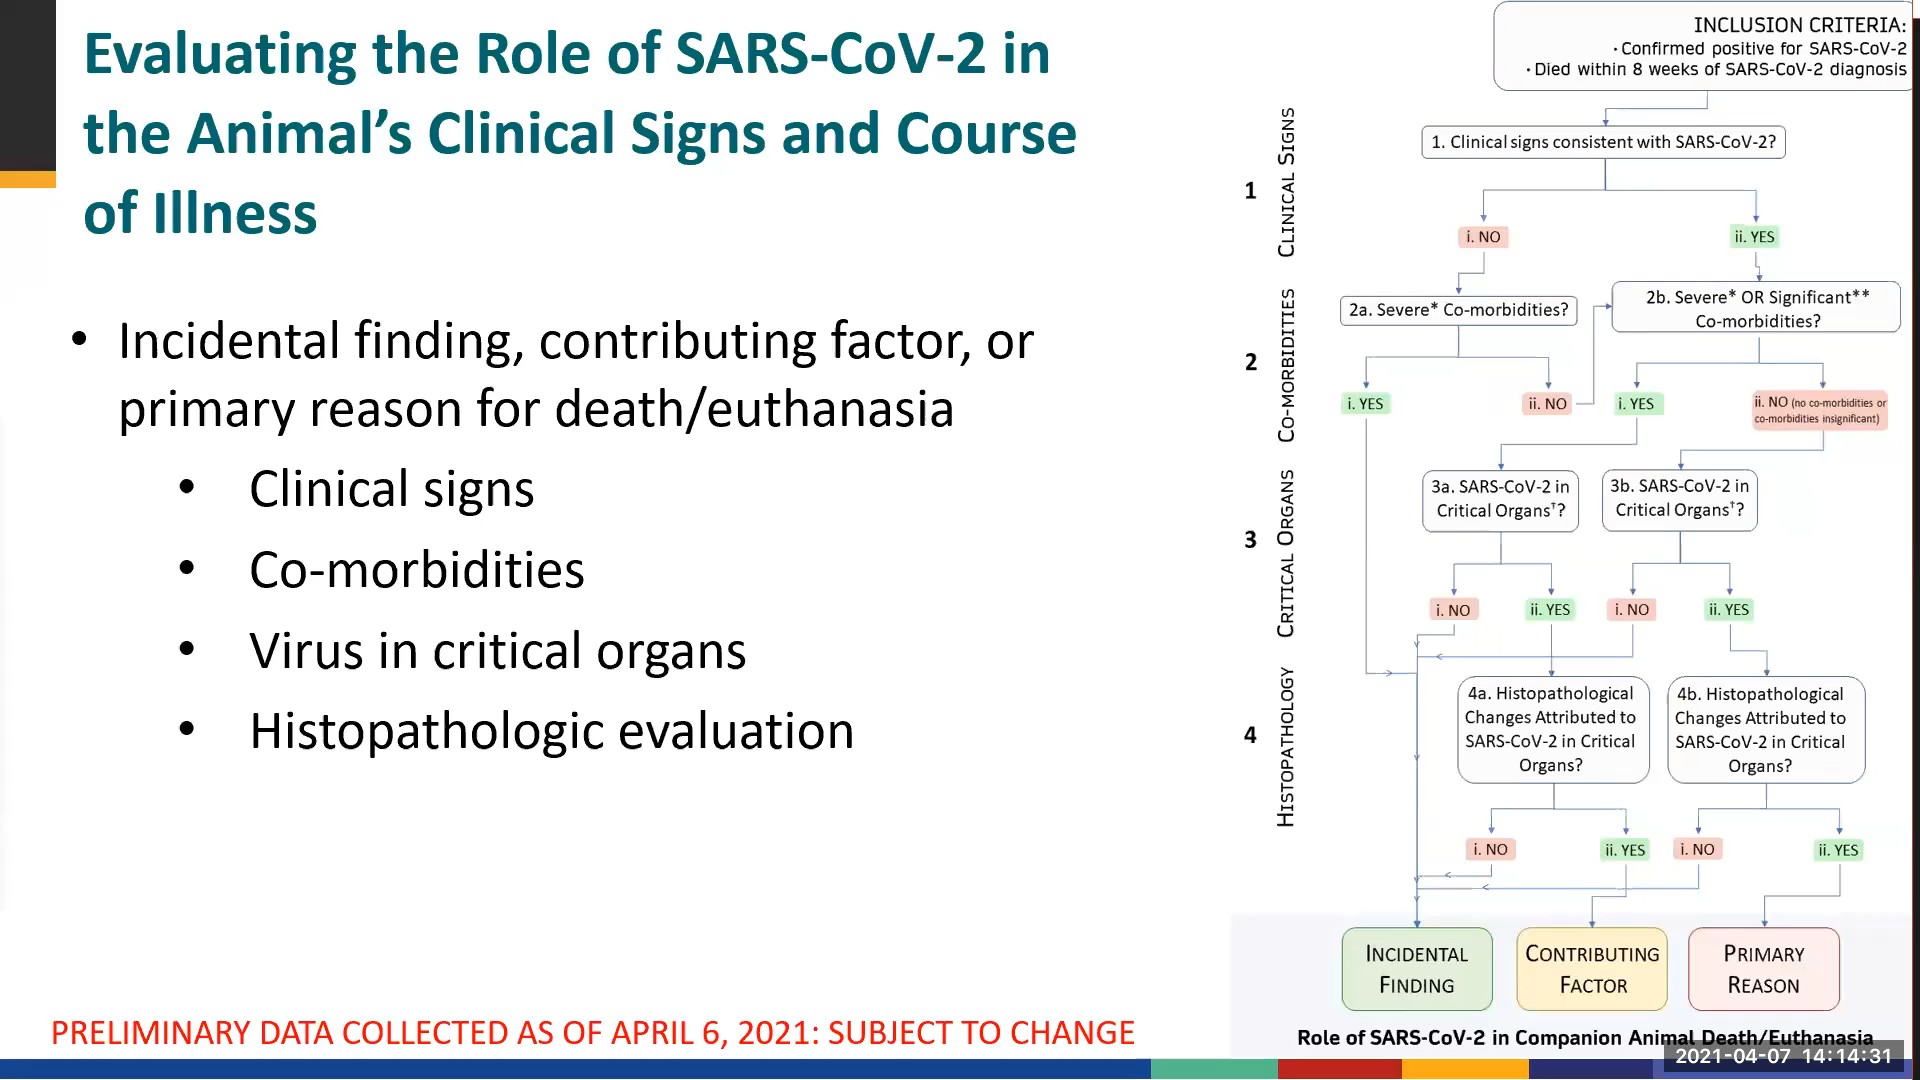 Evaluating the Role of SARS-CoV-2 in
the Animal’s Clinical Signs and Course
of Illness
• Incidental finding, contributing factor, or
primary reason for death/euthanasia
• Clinical signs
• Co-morbidities
• Virus in critical organs
• Histopathologic evaluation
PRELIMINARY DATA COLLECTED AS OF APRIL 6, 2021: SUBJECT TO CHANGE
INCLUSION CRITERIA:
· Confirmed positive for SARS-CoV-2
· Died within 8 weeks of SARS-CoV-2 diagnosis
1 CLINICAL SIGNS
1. Clinical signs consistent with SARS-CoV-2?
i. NO
ii. YES
2 CO-MORBIDITIES
2a. Severe* Co-morbidities?
2b. Severe* OR Significant**
Co-morbidities?
i. YES
ii. NO
i. YES
ii. NO (no co-morbidities or
co-morbidities insignificant)
3 CRITICAL ORGANS
3a. SARS-CoV-2 in
Critical Organs†?
3b. SARS-CoV-2 in
Critical Organs†?
i. NO
ii. YES
i. NO
ii. YES
4 HISTOPATHOLOGY
4a. Histopathological
Changes Attributed to
SARS-CoV-2 in Critical
Organs?
4b. Histopathological
Changes Attributed to
SARS-CoV-2 in Critical
Organs?
i. NO
ii. YES
i. NO
ii. YES
INCIDENTAL
FINDING
CONTRIBUTING
FACTOR
PRIMARY
REASON
Role of SARS-CoV-2 in Companion Animal Death/Euthanasia
2021-04-07 14:14:31